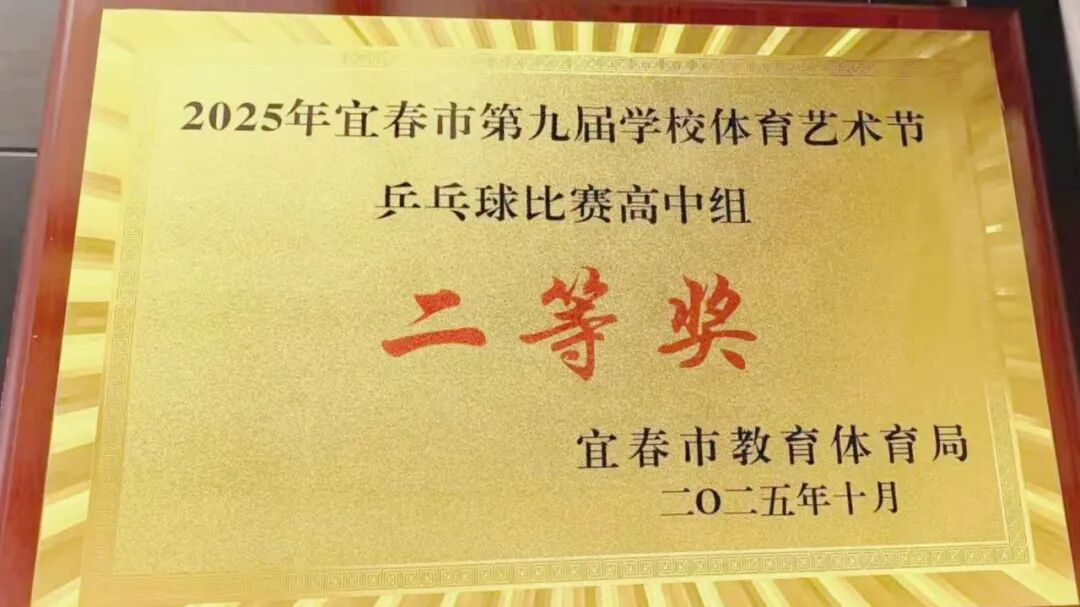 2025年宜春市第九届学校体育艺术节
乒乓球比赛高中组
二等奖
宜春市教育体育局
二O二五年十月